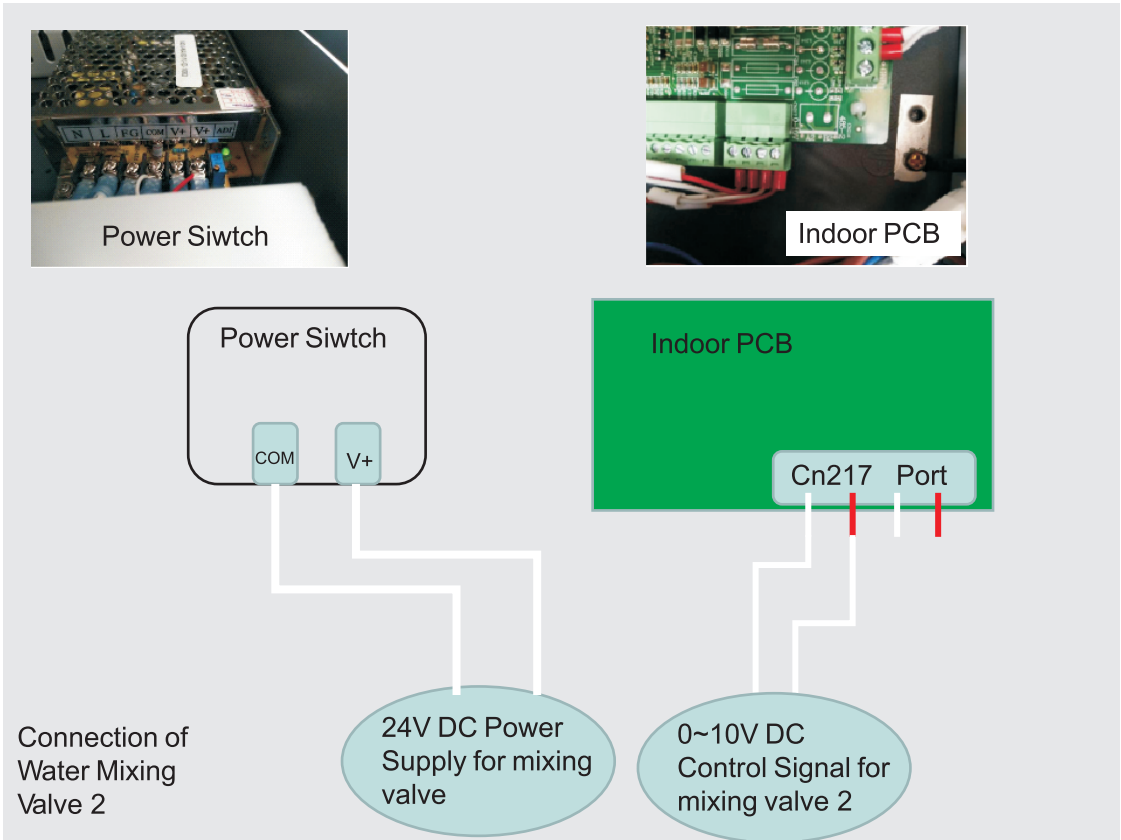 N L FG COM V+ V+ ADJ
Power Siwtch
Indoor PCB
Power Siwtch
COM
V+
Indoor PCB
Cn217 Port
24V DC Power
Supply for mixing
valve
0~10V DC
Control Signal for
mixing valve 2
Connection of
Water Mixing
Valve 2